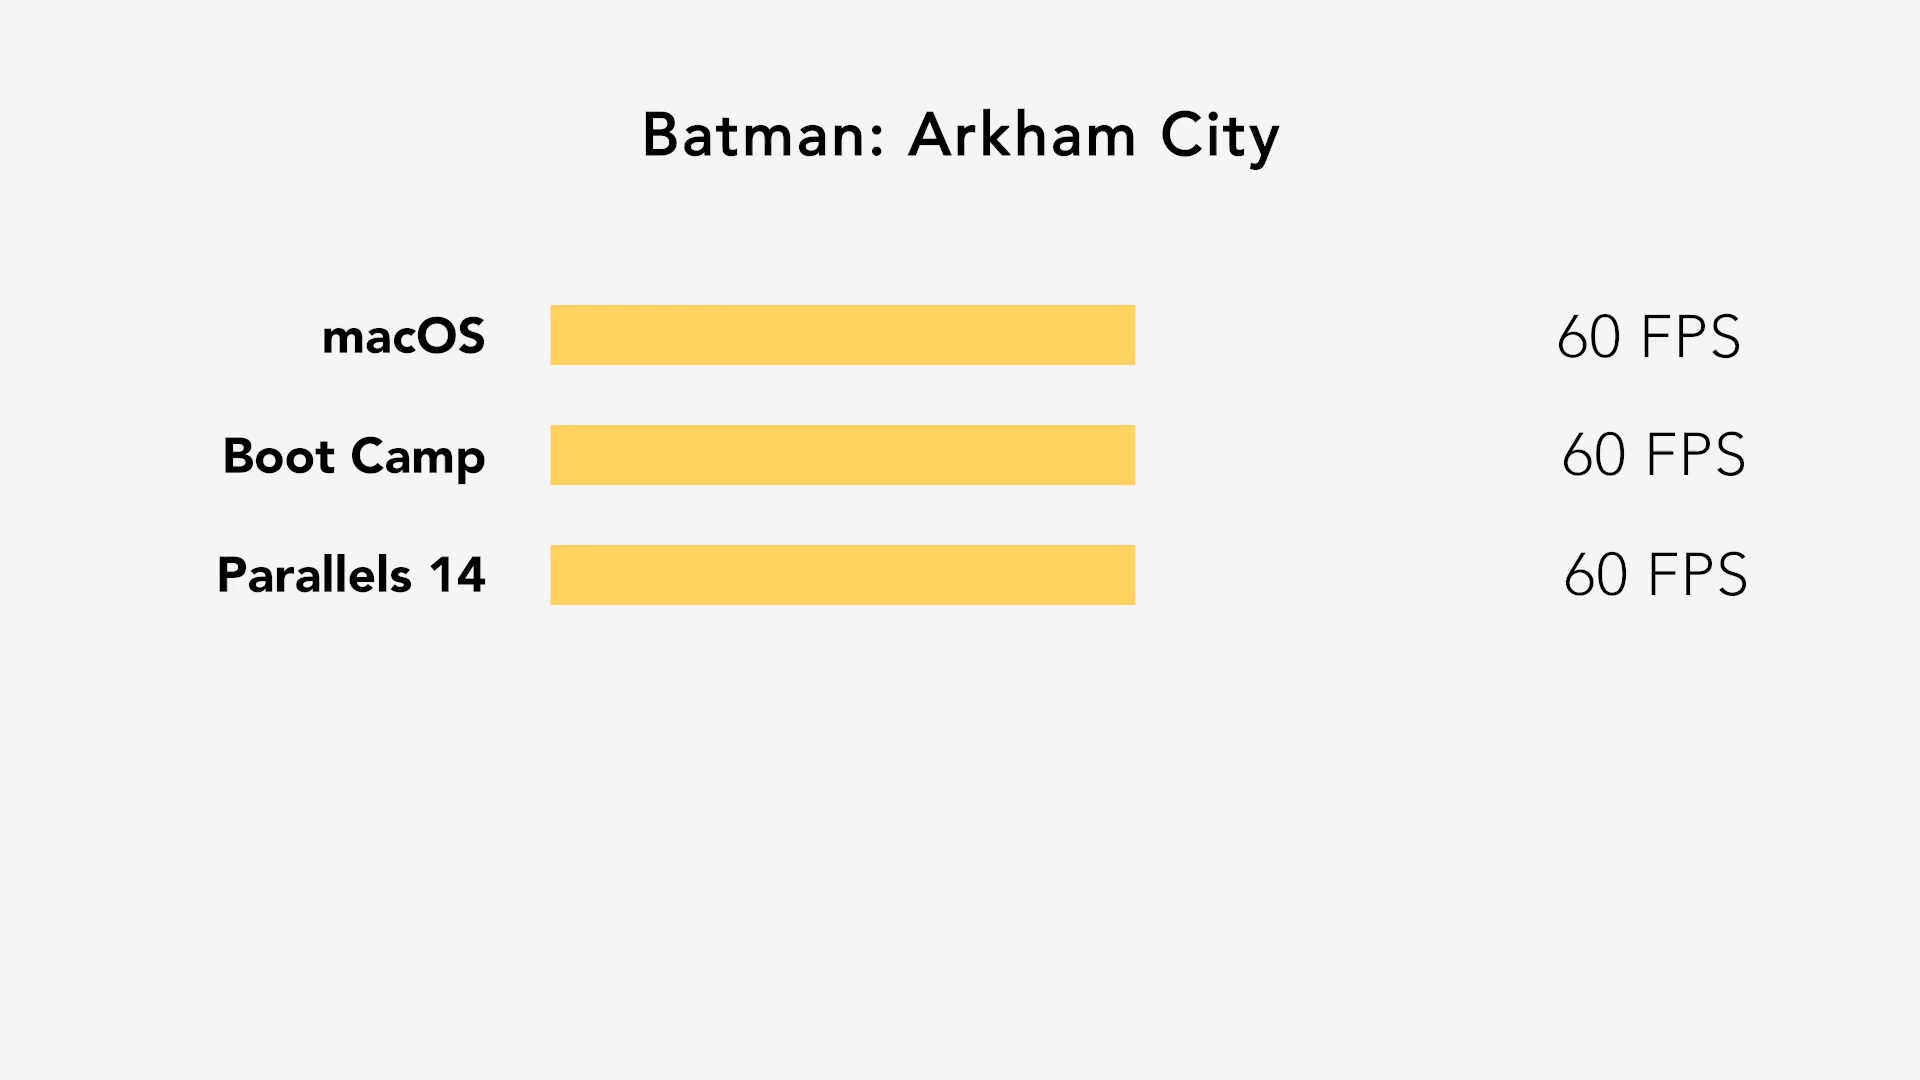 Batman: Arkham City
macOS 60 FPS
Boot Camp 60 FPS
Parallels 14 60 FPS